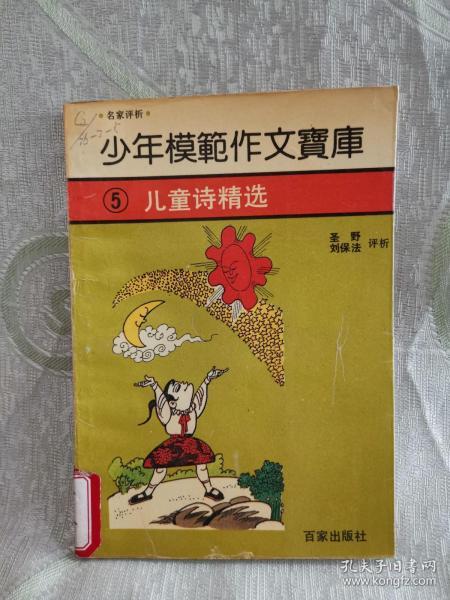 •名家评析•
少年模範作文寶庫
⑤ 儿童诗精选
圣野
刘保法 评析
百家出版社
孔夫子旧书网
www.kongfz.com